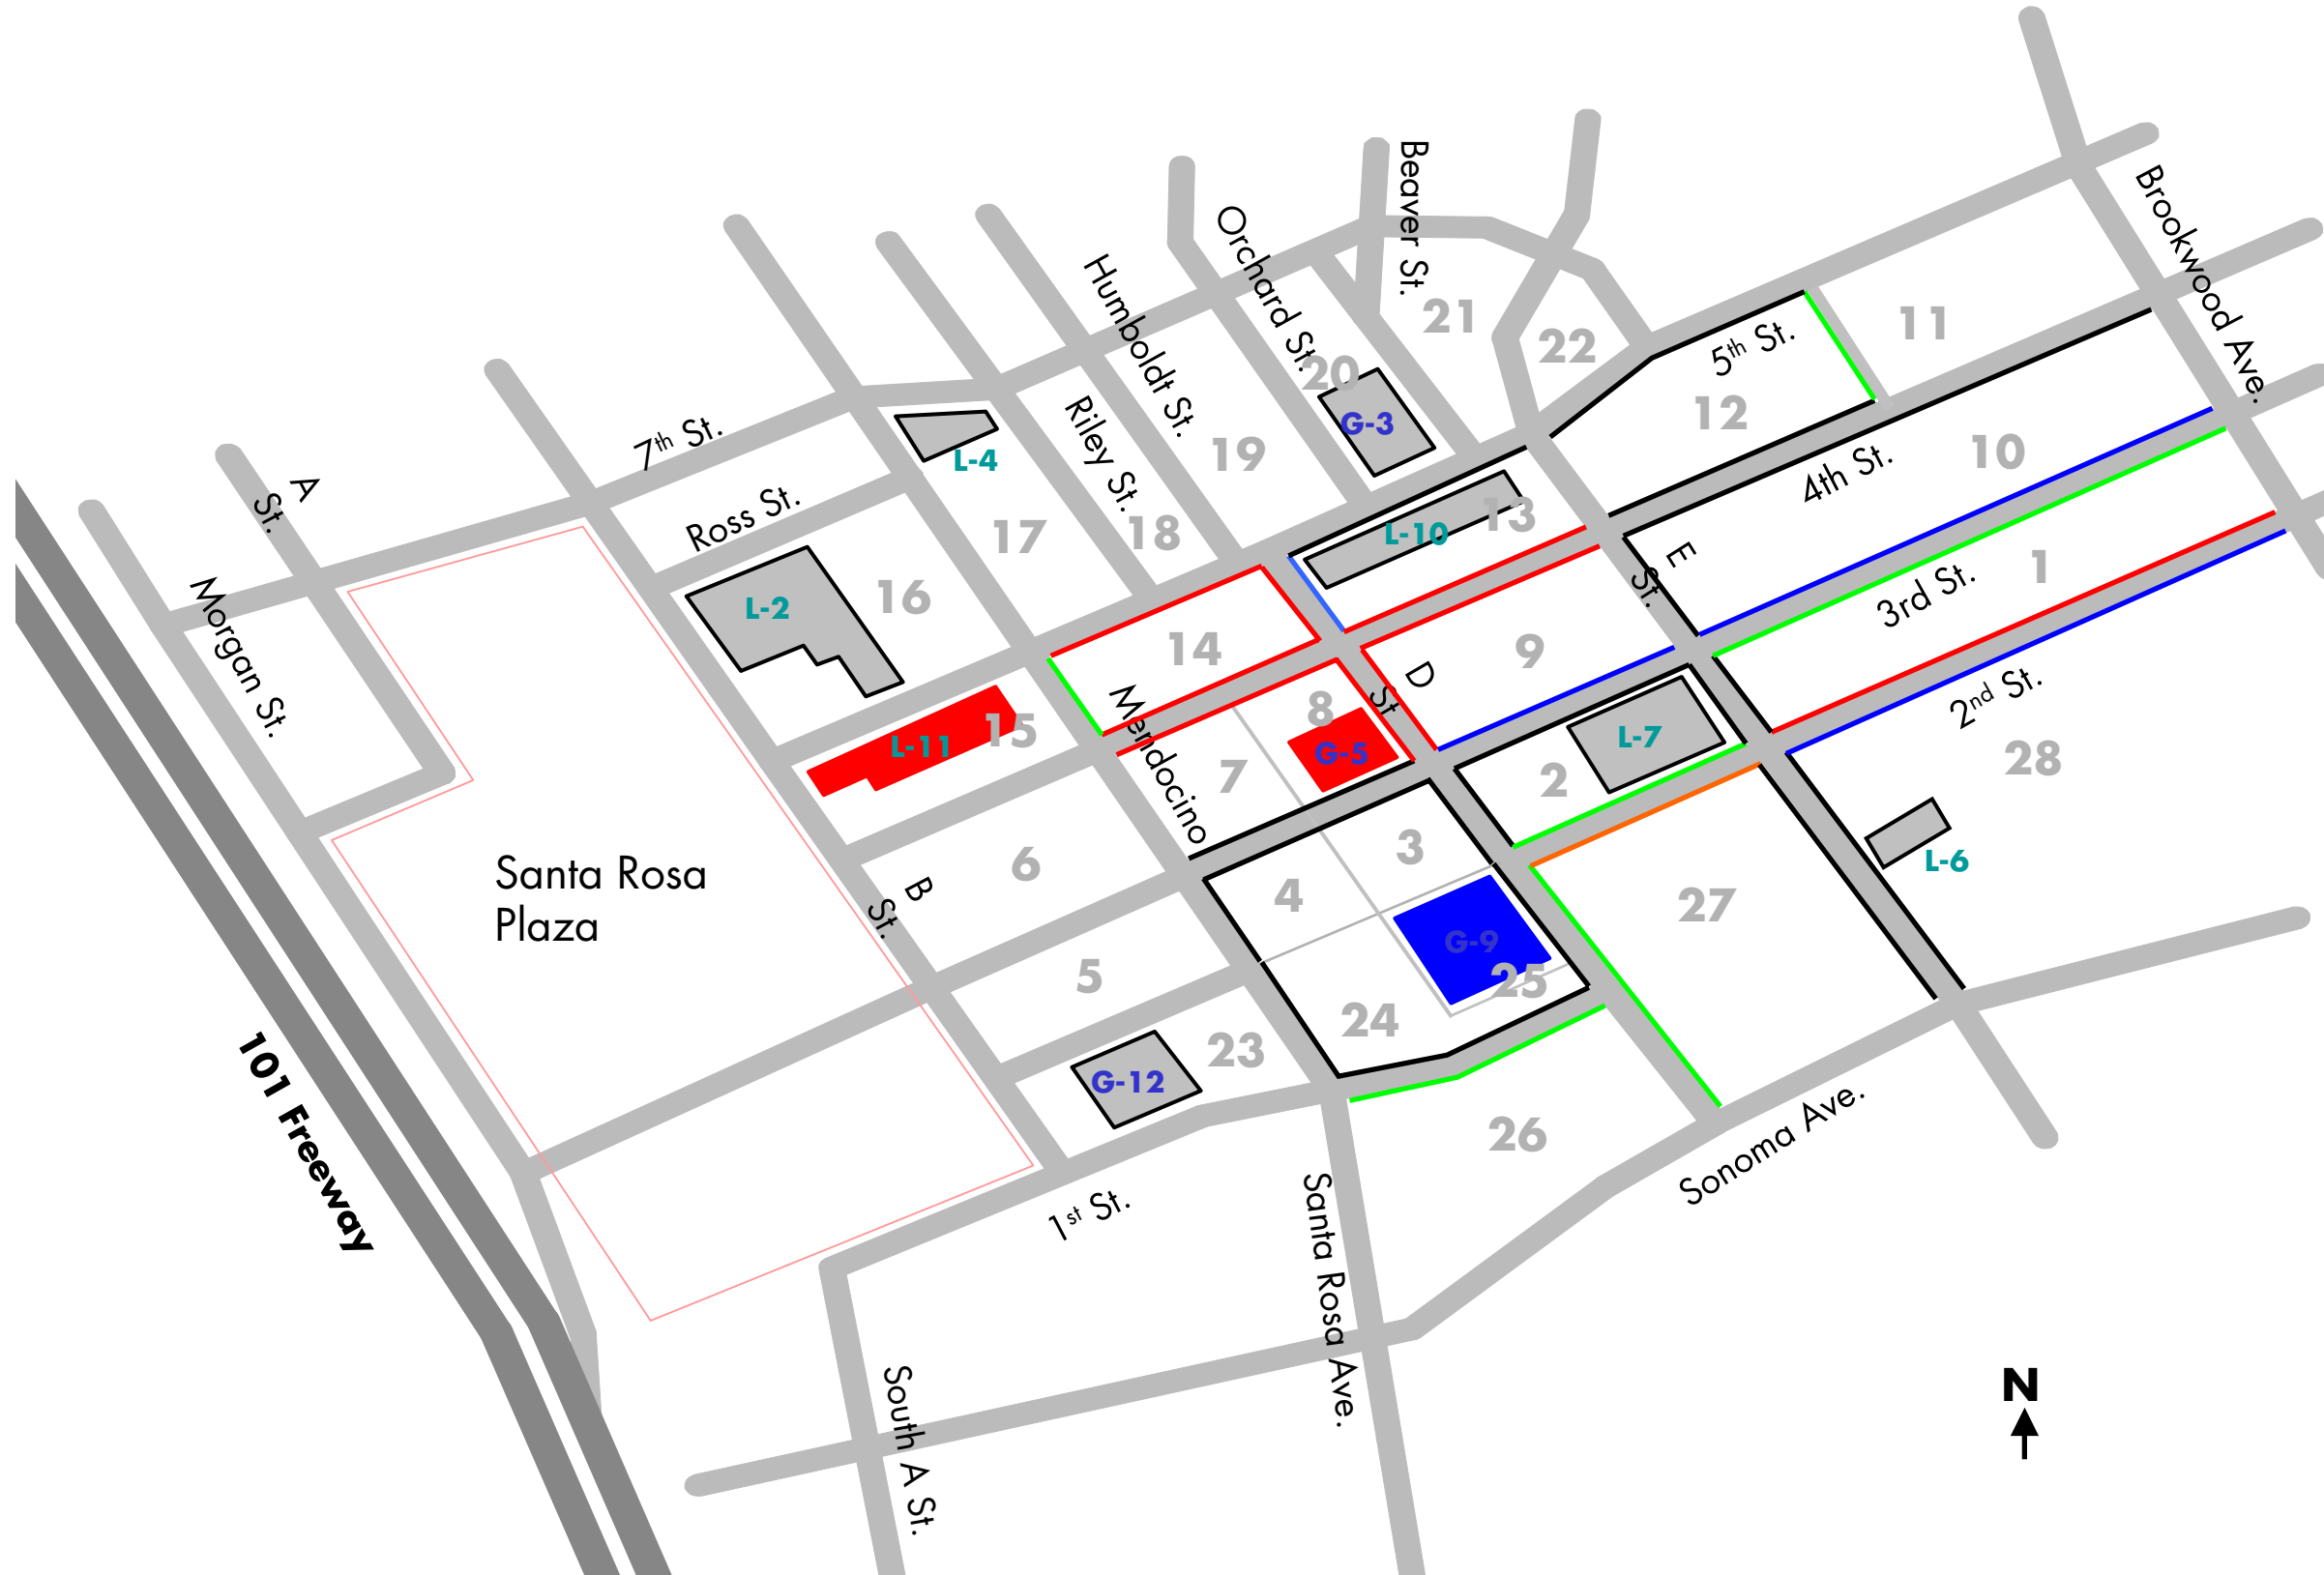 Beaver St.
Brookwood Ave.
Orchard St.
Humboldt St.
21
11
22
5th St.
20
12
G-3
7th St.
Riley St.
19
10
4th St.
L-4
A
St.
Ross St.
17
18
13
L-10
E
St.
1
3rd St.
Morgan St.
L-2
16
14
9
D
St
2nd St.
Mendocino
8
15
L-11
G-5
L-7
28
7
2
3
6
L-6
Santa Rosa
Plaza
B
St.
4
27
G-9
5
25
24
23
G-12
26
101 Freeway
Sonoma Ave.
1st St.
Santa Rosa Ave.
South A St.
N